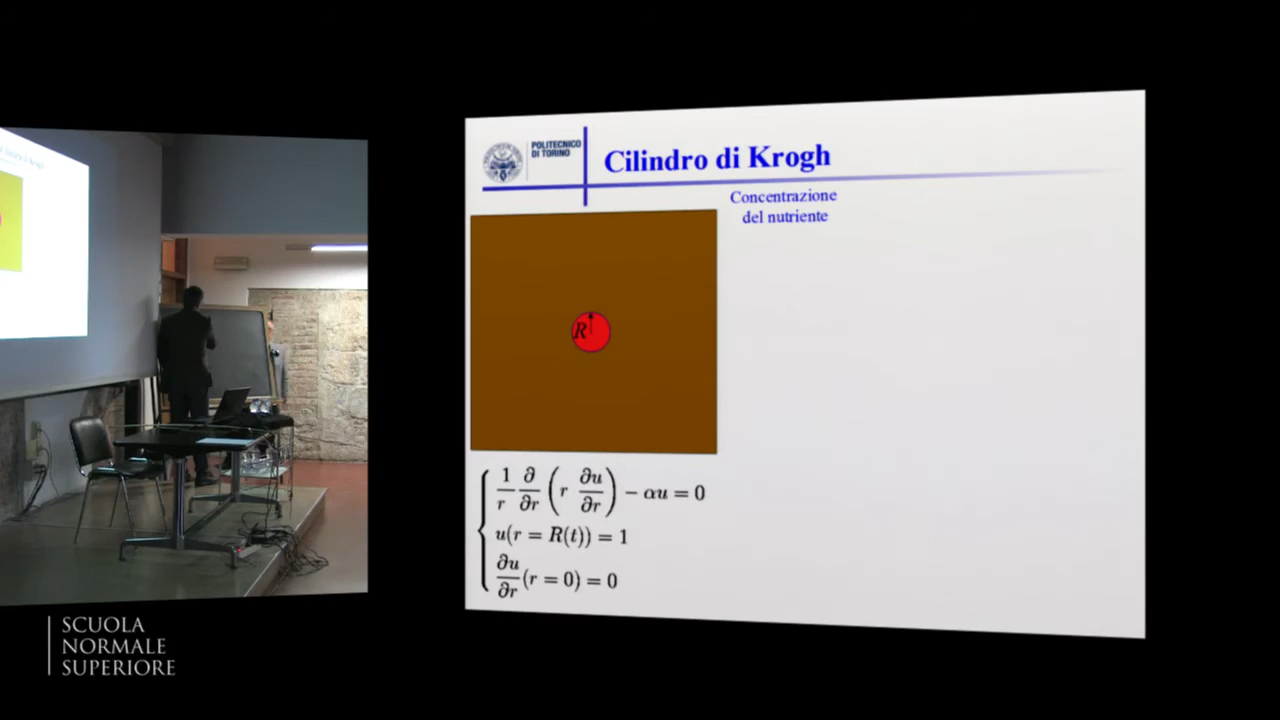 POLITECNICO
DI TORINO
Cilindro di Krogh
Concentrazione
del nutriente
R
1/r ∂/∂r (r ∂u/∂r) − αu = 0
u(r = R(t)) = 1
∂u/∂r (r = 0) = 0
SCUOLA
NORMALE
SUPERIORE